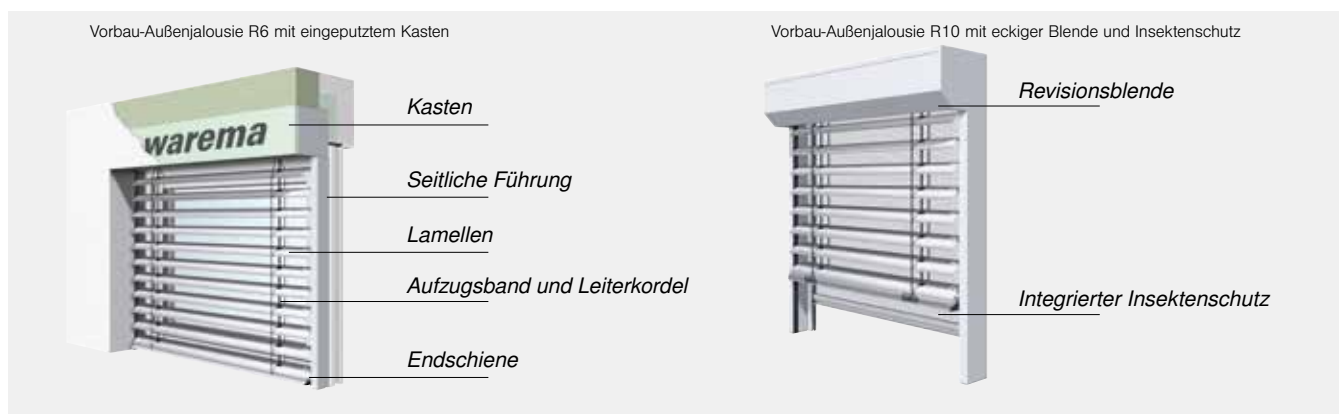 Vorbau-Außenjalousie R6 mit eingeputztem Kasten
warema
Kasten
Seitliche Führung
Lamellen
Aufzugsband und Leiterkordel
Endschiene
Vorbau-Außenjalousie R10 mit eckiger Blende und Insektenschutz
Revisionsblende
Integrierter Insektenschutz